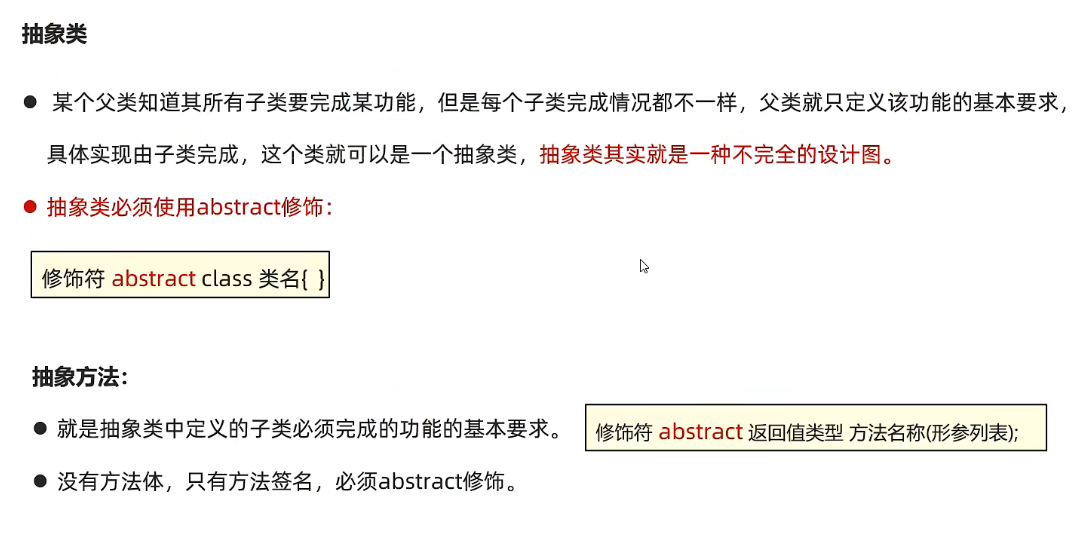 抽象类
● 某个父类知道其所有子类要完成某功能，但是每个子类完成情况都不一样，父类就只定义该功能的基本要求，
具体实现由子类完成，这个类就可以是一个抽象类，抽象类其实就是一种不完全的设计图。
● 抽象类必须使用abstract修饰：
修饰符 abstract class 类名{ }
抽象方法：
● 就是抽象类中定义的子类必须完成的功能的基本要求。
修饰符 abstract 返回值类型 方法名称(形参列表);
● 没有方法体，只有方法签名，必须abstract修饰。